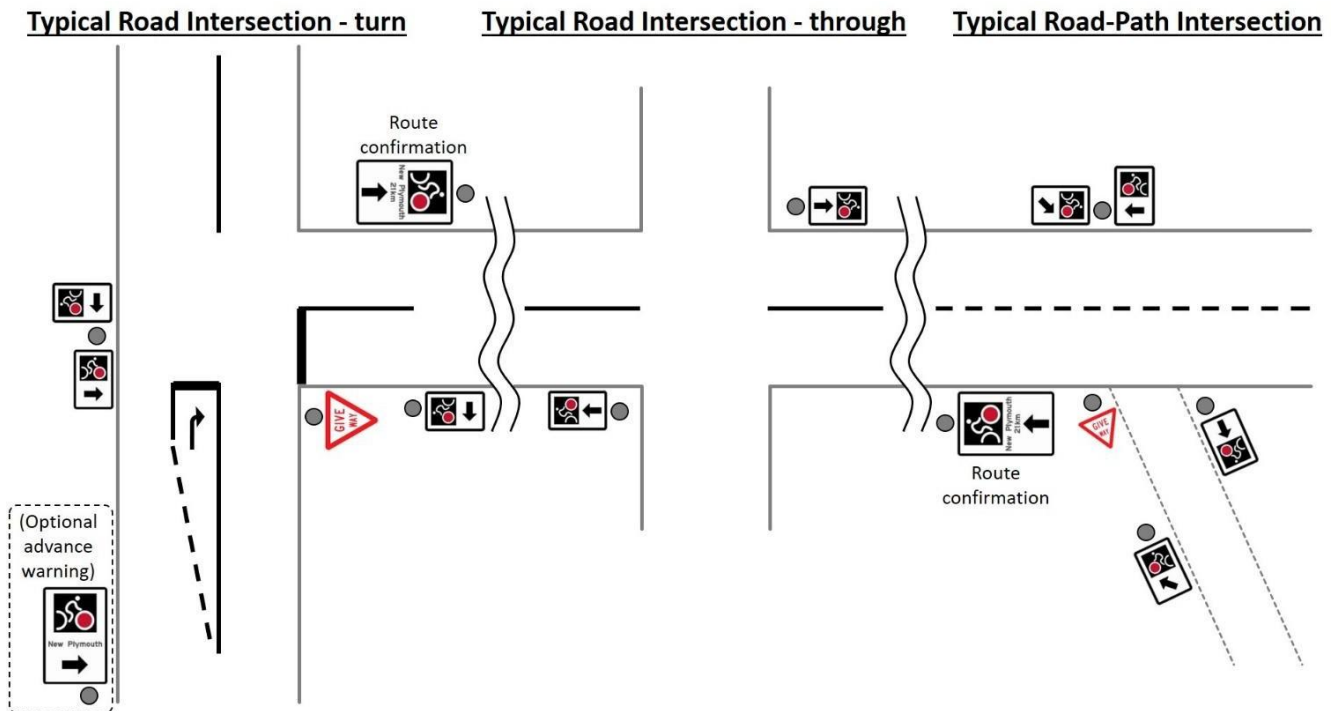 Typical Road Intersection - turn
Typical Road Intersection - through
Typical Road-Path Intersection
Route
confirmation
New Plymouth
21km
GIVE
WAY
New Plymouth
21km
GIVE
WAY
Route
confirmation
(Optional
advance
warning)
New Plymouth